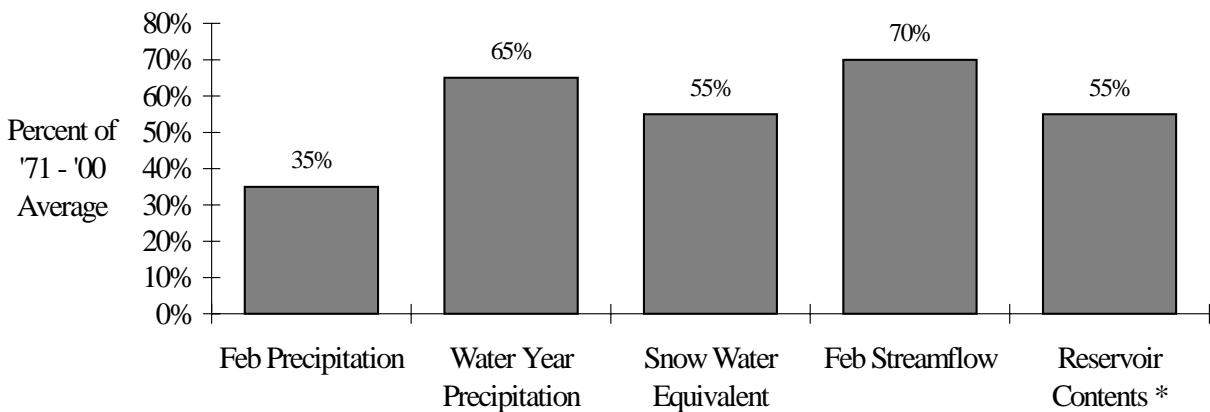 80%
70%
60%
50%
40%
30%
20%
10%
0%
Percent of
'71 - '00
Average
35%
65%
55%
70%
55%
Feb Precipitation
Water Year
Precipitation
Snow Water
Equivalent
Feb Streamflow
Reservoir
Contents *